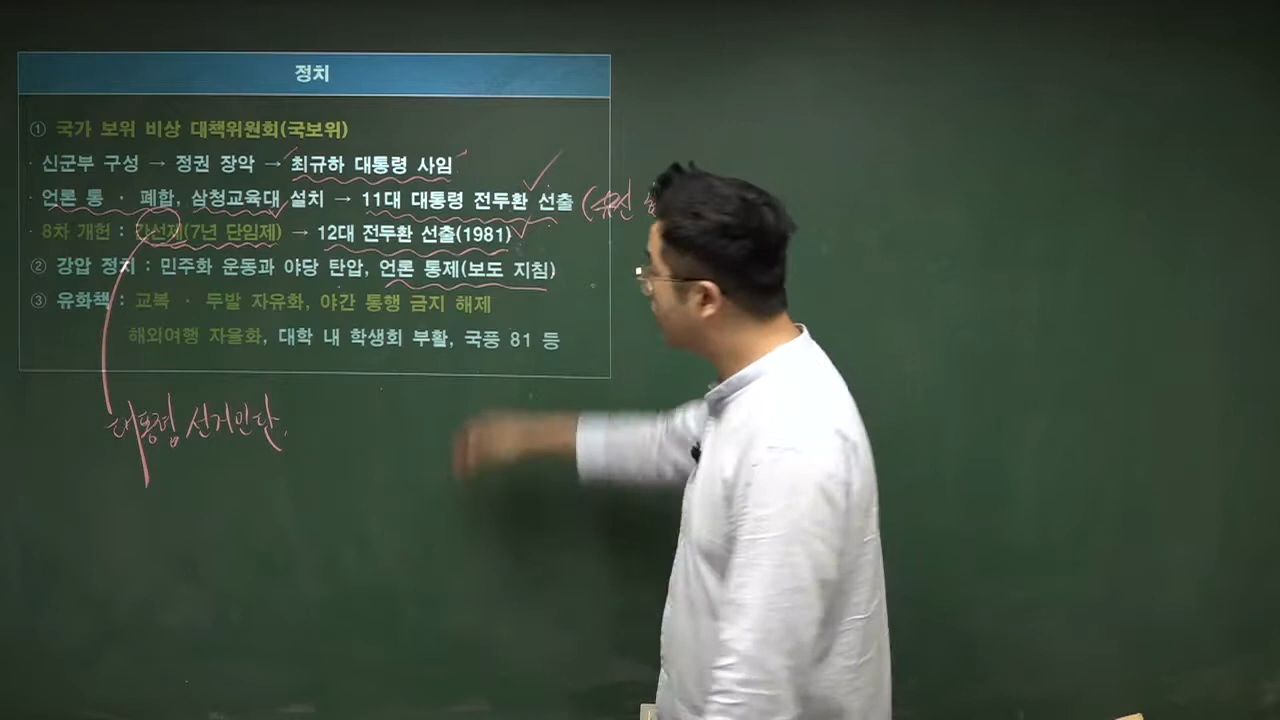 정치
① 국가 보위 비상 대책위원회(국보위)
· 신군부 구성 → 정권 장악 → 최규하 대통령 사임
· 언론 통 · 폐합, 삼청교육대 설치 → 11대 대통령 전두환 선출 (유신
· 8차 개헌 : 간선제(7년 단임제) → 12대 전두환 선출(1981)
② 강압 정치 : 민주화 운동과 야당 탄압, 언론 통제(보도 지침)
③ 유화책 : 교복 · 두발 자유화, 야간 통행 금지 해제
해외여행 자율화, 대학 내 학생회 부활, 국풍 81 등
대통령 선거인단.